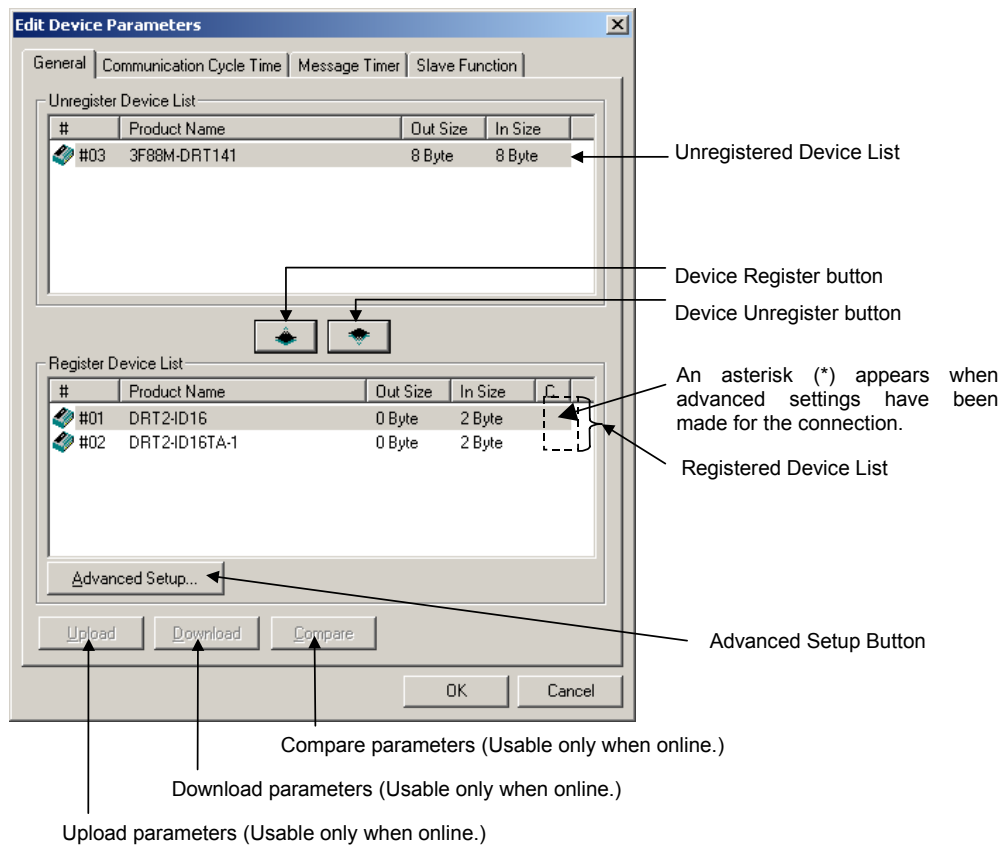 Edit Device Parameters
General Communication Cycle Time Message Timer Slave Function
Unregister Device List
# Product Name Out Size In Size
#03 3F88M-DRT141 8 Byte 8 Byte
Unregistered Device List
Device Register button
Device Unregister button
Register Device List
# Product Name Out Size In Size C..
#01 DRT2-ID16 0 Byte 2 Byte
#02 DRT2-ID16TA-1 0 Byte 2 Byte
An asterisk (*) appears when
advanced settings have been
made for the connection.
Registered Device List
Advanced Setup...
Advanced Setup Button
Upload Download Compare
OK Cancel
Compare parameters (Usable only when online.)
Download parameters (Usable only when online.)
Upload parameters (Usable only when online.)